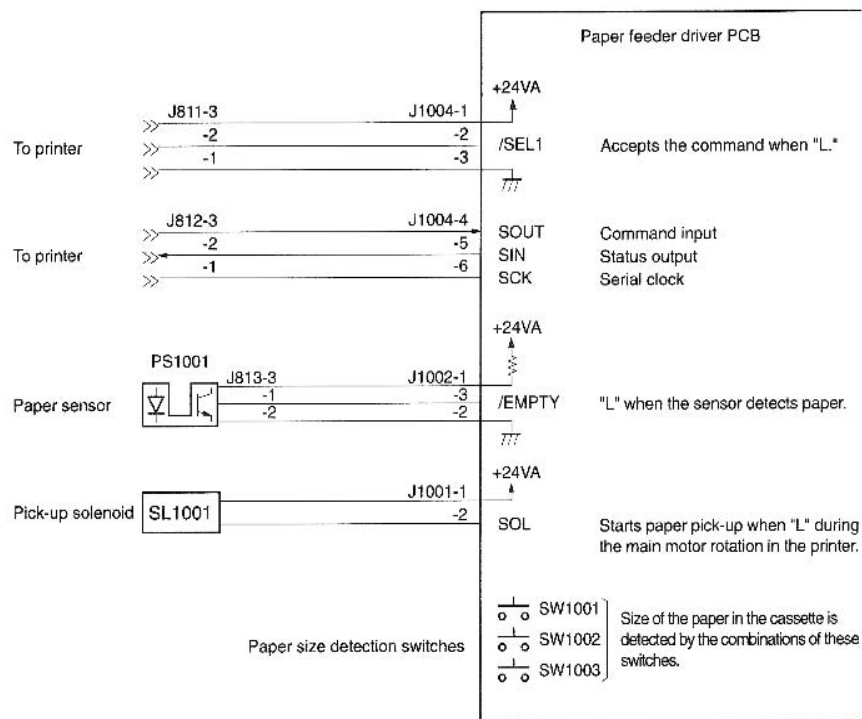 Paper feeder driver PCB
+24VA
J811-3 J1004-1
-2 -2 /SEL1 Accepts the command when "L."
To printer
-1 -3
J812-3 J1004-4
SOUT Command input
-2 -5
To printer SIN Status output
-1 -6
SCK Serial clock
+24VA
PS1001
J813-3 J1002-1
Paper sensor -1 -3 /EMPTY "L" when the sensor detects paper.
-2 -2
+24VA
J1001-1
Pick-up solenoid SL1001
-2 SOL Starts paper pick-up when "L" during
the main motor rotation in the printer.
SW1001 Size of the paper in the cassette is
Paper size detection switches SW1002 detected by the combinations of these
SW1003 switches.